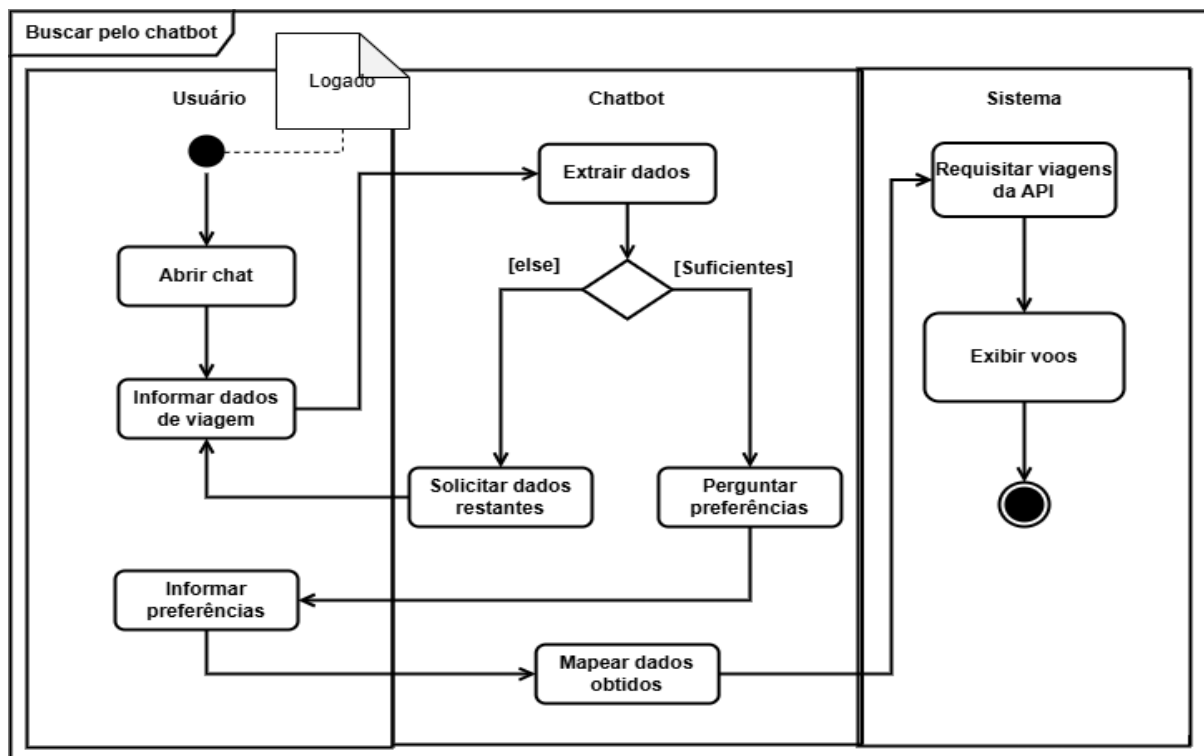 Buscar pelo chatbot
Logado
Usuário
Chatbot
Sistema
Extrair dados
Requisitar viagens
da API
[else]
[Suficientes]
Abrir chat
Exibir voos
Informar dados
de viagem
Solicitar dados
restantes
Perguntar
preferências
Informar
preferências
Mapear dados
obtidos